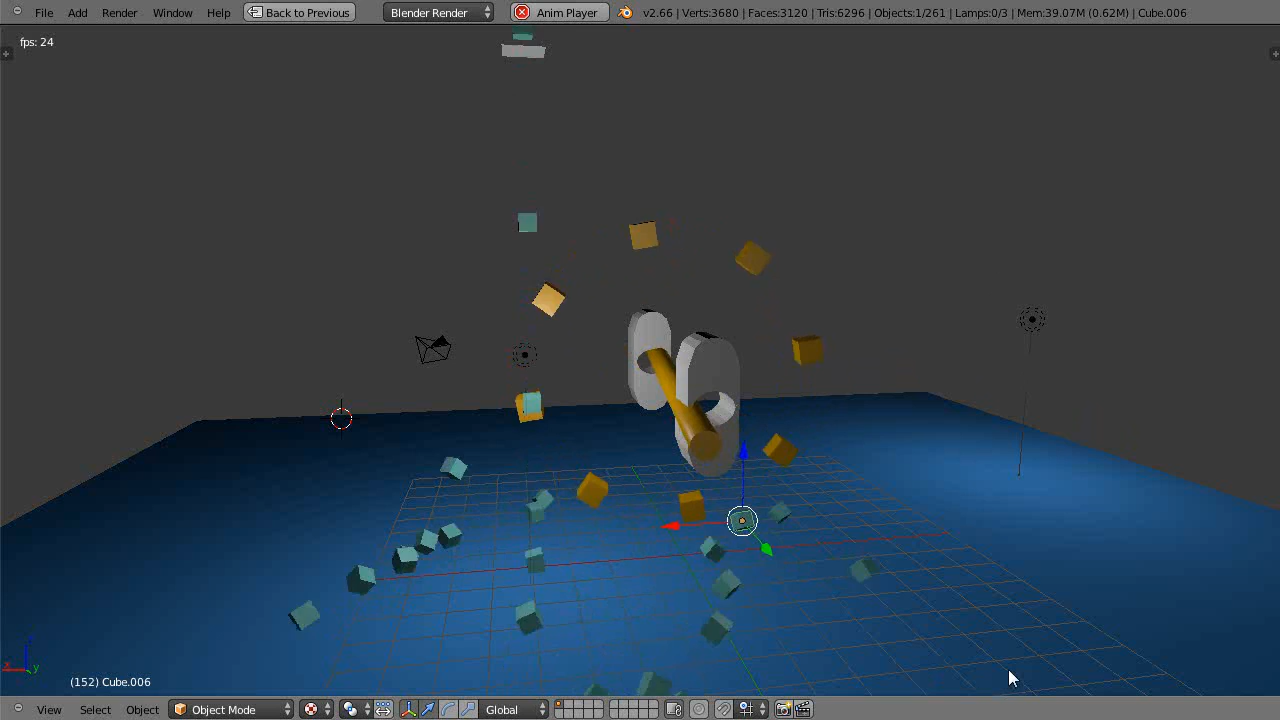 File Add Render Window Help Back to Previous Blender Render Anim Player v2.66 | Verts:3680 | Faces:3120 | Tris:6296 | Objects:1/261 | Lamps:0/3 | Mem:39.07M (0.62M) | Cube.006
fps: 24
x y
(152) Cube.006
View Select Object Object Mode Global